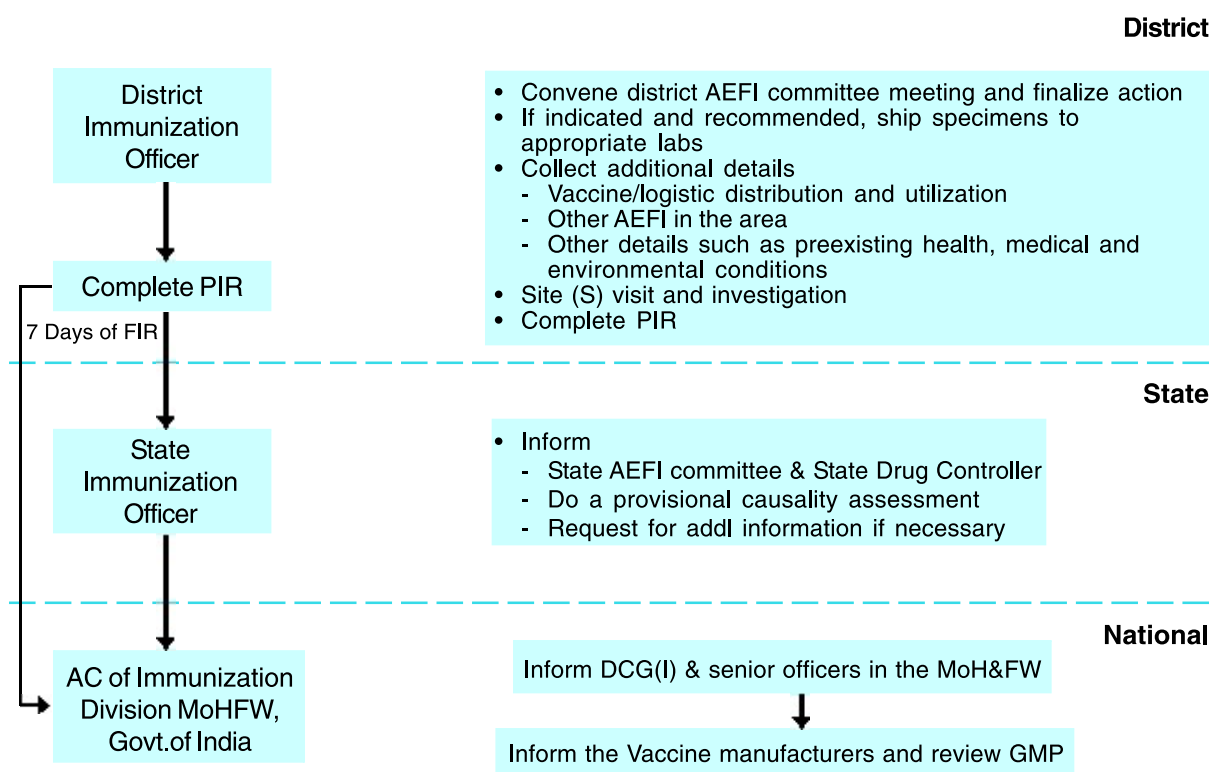 District
District
Immunization
Officer
• Convene district AEFI committee meeting and finalize action
• If indicated and recommended, ship specimens to
appropriate labs
• Collect additional details
- Vaccine/logistic distribution and utilization
- Other AEFI in the area
- Other details such as preexisting health, medical and
environmental conditions
• Site (S) visit and investigation
• Complete PIR
Complete PIR
7 Days of FIR
State
State
Immunization
Officer
• Inform
- State AEFI committee & State Drug Controller
- Do a provisional causality assessment
- Request for addl information if necessary
National
AC of Immunization
Division MoHFW,
Govt.of India
Inform DCG(I) & senior officers in the MoH&FW
Inform the Vaccine manufacturers and review GMP